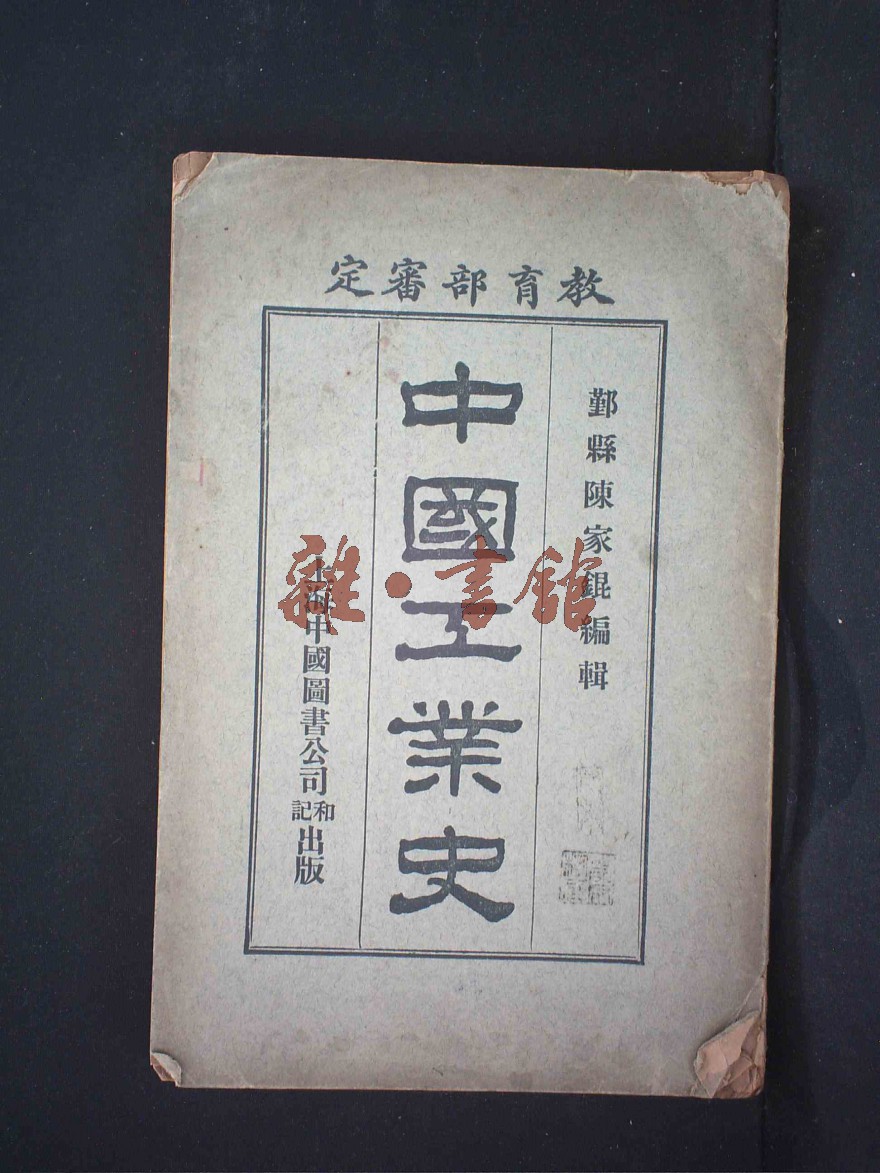 教育部審定
鄞縣陳家錕編輯
中國工業史
上海中國圖書公司和記出版
雜·書館